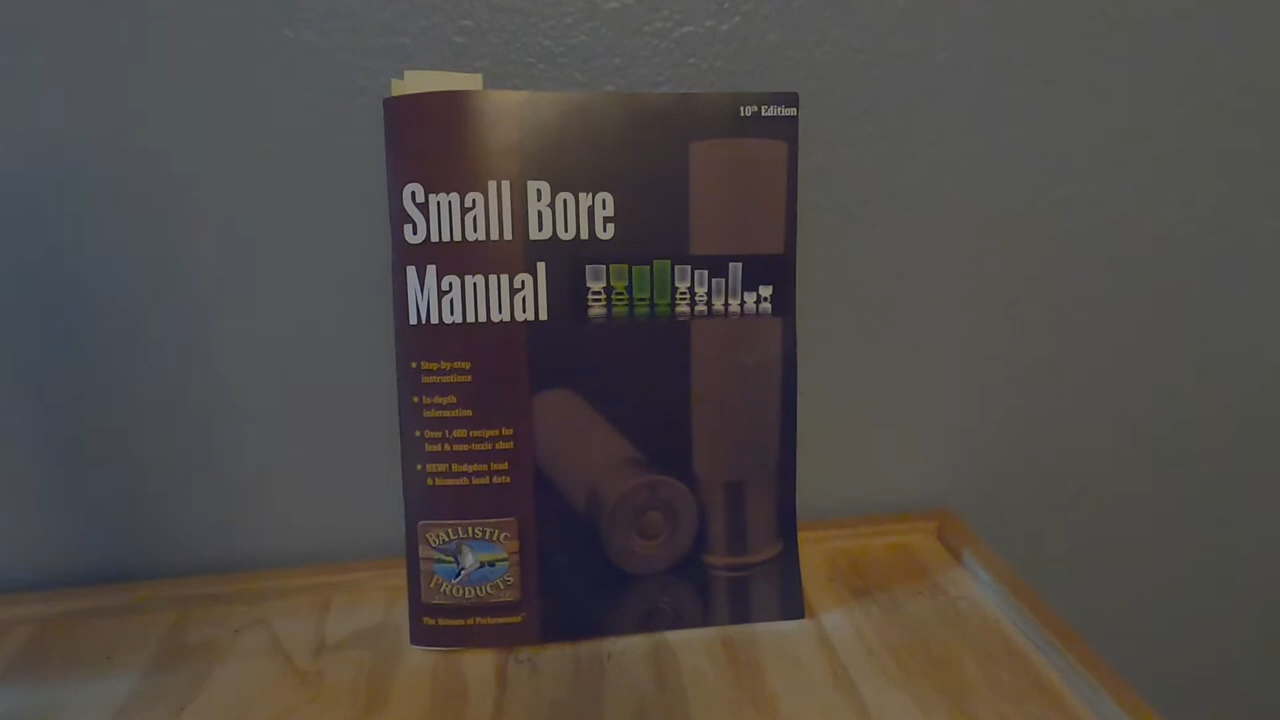 10th Edition
Small Bore
Manual
★ Step-by-step
instructions
★ In-depth
information
★ Over 1,400 recipes for
lead & non-toxic shot
★ NEW! Hodgdon lead
& bismuth load data
BALLISTIC
PRODUCTS
The Science of Performance™